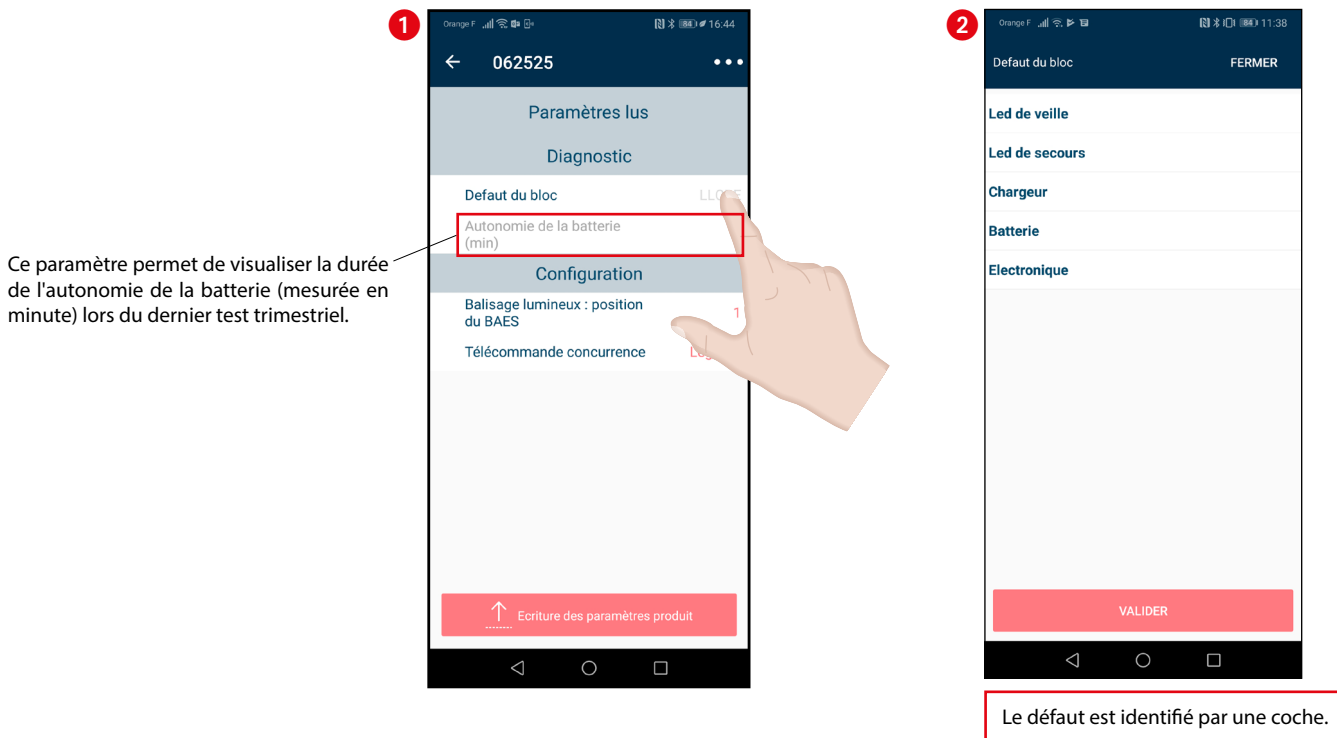 1
Orange F 84 16:44
062525
Paramètres lus
Diagnostic
Defaut du bloc
Autonomie de la batterie
(min)
Configuration
Balisage lumineux : position
du BAES 1
Télécommande concurrence
Ecriture des paramètres produit
Ce paramètre permet de visualiser la durée
de l'autonomie de la batterie (mesurée en
minute) lors du dernier test trimestriel.
2
Orange F 84 11:38
Defaut du bloc FERMER
Led de veille
Led de secours
Chargeur
Batterie
Electronique
VALIDER
Le défaut est identifié par une coche.